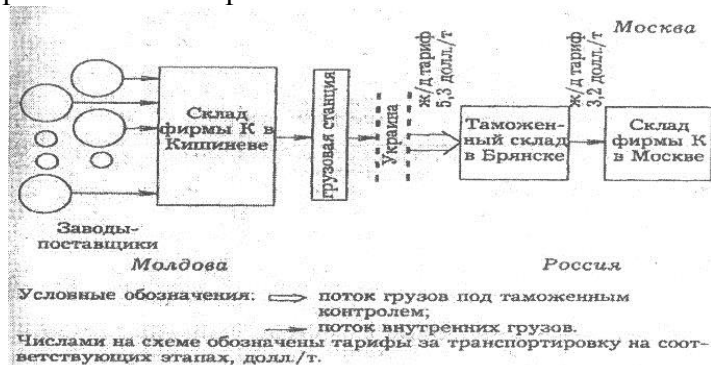 Москва
ж/д тариф
5,3 долл./т
ж/д тариф
3,2 долл./т
Склад
фирмы К в
Кишиневе
грузовая станция
Украина
Таможен-
ный склад
в Брянске
Склад
фирмы К
в Москве
Заводы-
поставщики
Молдова
Россия
Условные обозначения:
поток грузов под таможенным
контролем;
поток внутренних грузов.
Числами на схеме обозначены тарифы за транспортировку на соот-
ветствующих этапах, долл./т.